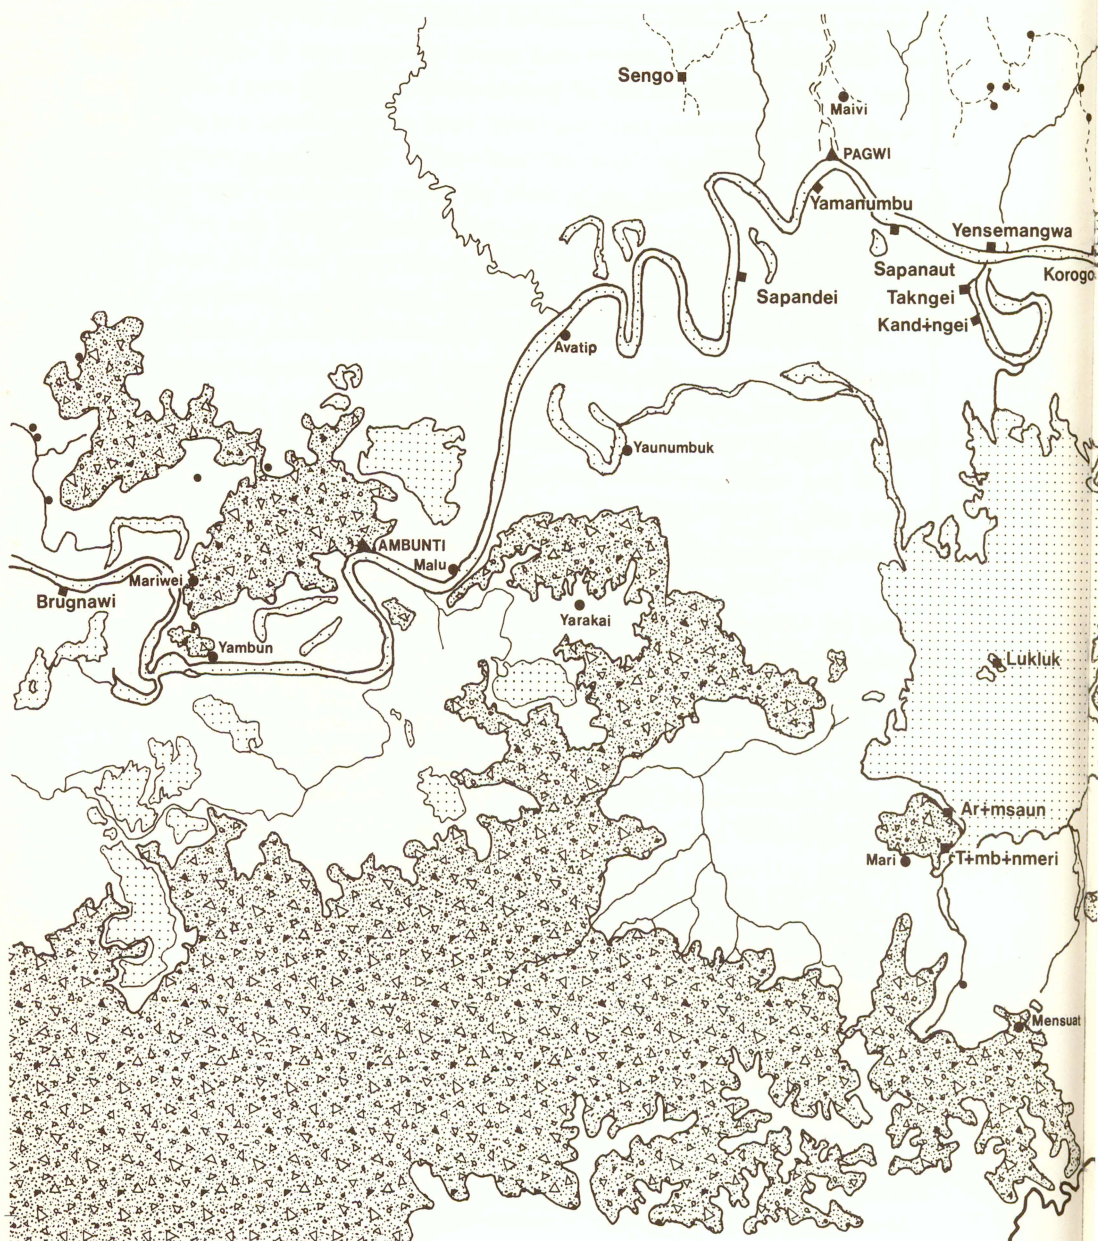 Sengo
Maivi
PAGWI
Yamanumbu
Yensemangwa
Sapanaut
Korogo
Sapandei
Takngei
Kand+ngei
Avatip
Yaunumbuk
AMBUNTI
Malu
Mariwei
Brugnawi
Yarakai
Yambun
Lukluk
Ar+msaun
Mari
T+mb+nmeri
Mensuat